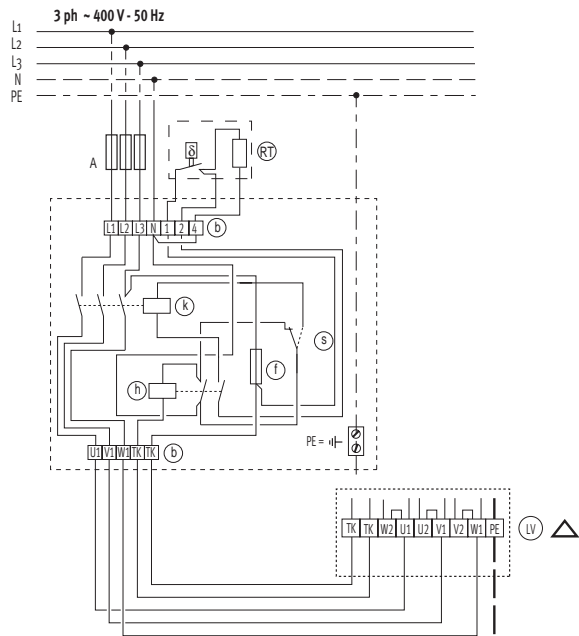 3 ph ~ 400 V - 50 Hz
L1
L2
L3
N
PE
A
δ
RT
L1 L2 L3 N 1 2 4
b
k
s
f
h
PE =
U1 V1 W1 TK TK
b
TK TK W2 U1 U2 V1 V2 W1 PE
LV